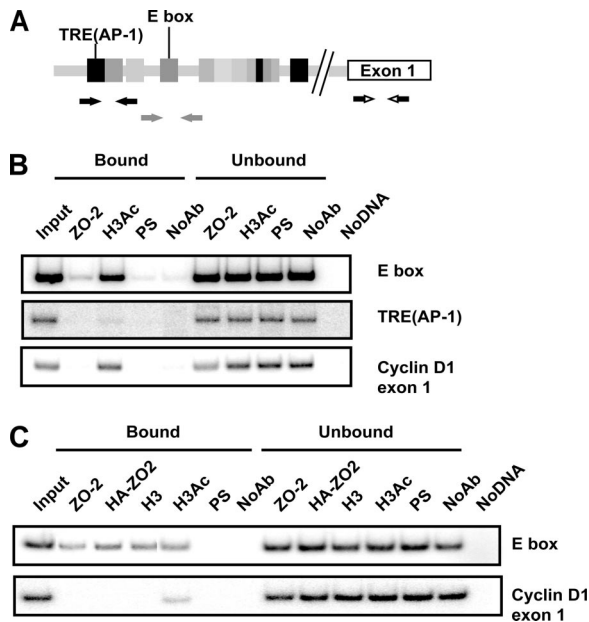 A
E box
TRE(AP-1)
Exon 1
B
Bound Unbound
Input ZO-2 H3Ac PS NoAb ZO-2 H3Ac PS NoAb NoDNA
E box
TRE(AP-1)
Cyclin D1
exon 1
C
Bound Unbound
Input ZO-2 HA-ZO2 H3 H3Ac PS NoAb ZO-2 HA-ZO2 H3 H3Ac PS NoAb NoDNA
E box
Cyclin D1
exon 1